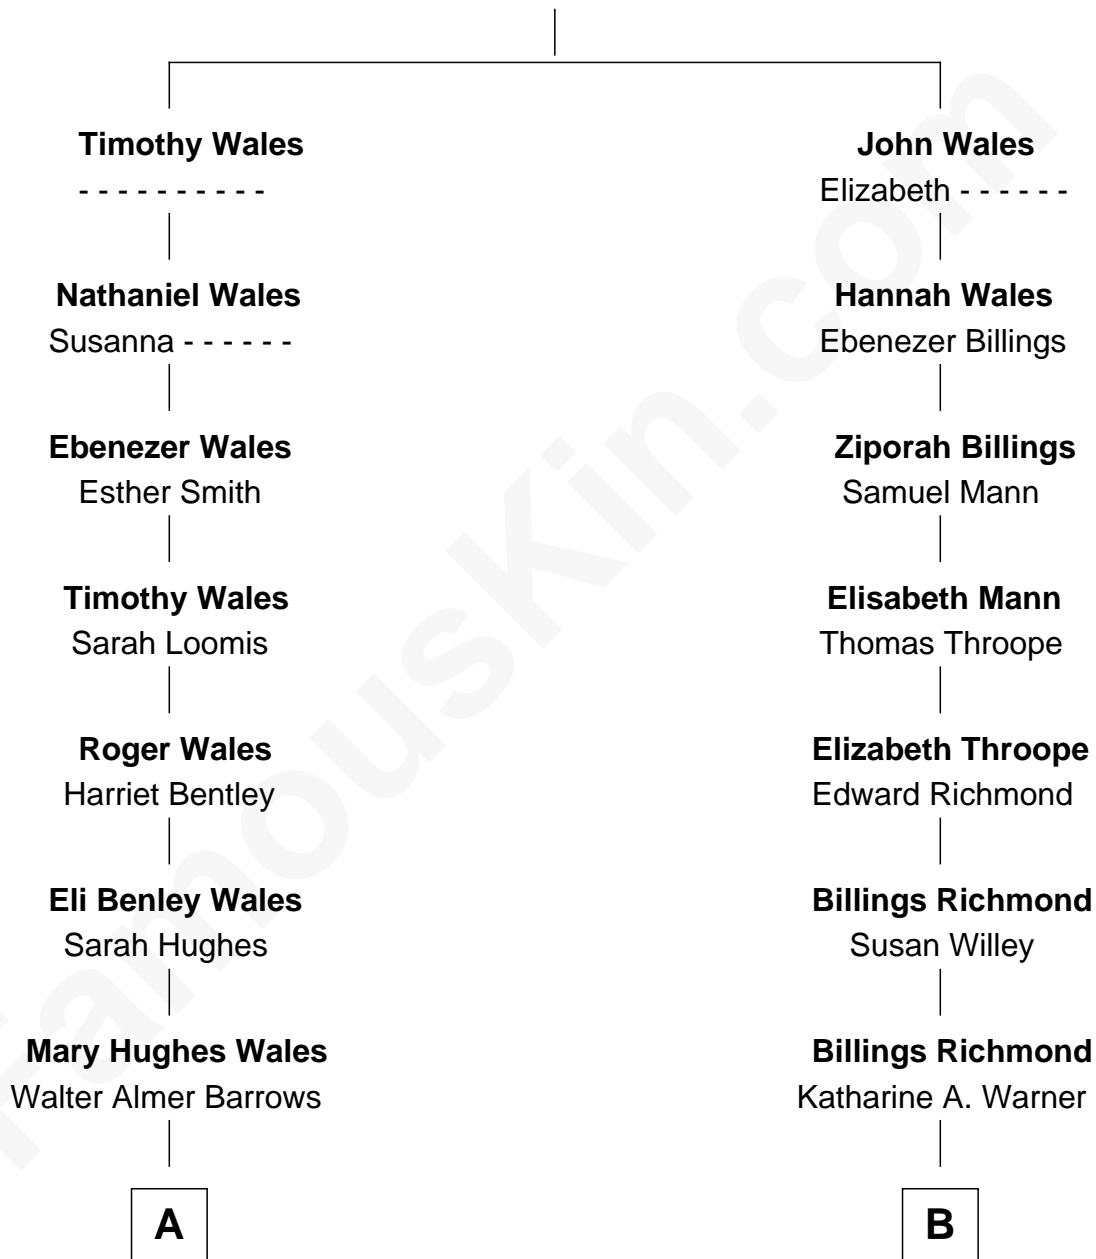 Timothy Wales
- - - - - - - - - -
Nathaniel Wales
Susanna - - - - - -
Ebenezer Wales
Esther Smith
Timothy Wales
Sarah Loomis
Roger Wales
Harriet Bentley
Eli Benley Wales
Sarah Hughes
Mary Hughes Wales
Walter Almer Barrows
A
John Wales
Elizabeth - - - - - -
Hannah Wales
Ebenezer Billings
Ziporah Billings
Samuel Mann
Elisabeth Mann
Thomas Throope
Elizabeth Throope
Edward Richmond
Billings Richmond
Susan Willey
Billings Richmond
Katharine A. Warner
B
FamousKin.com